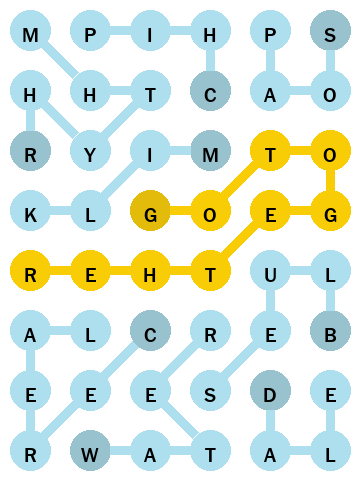 M P I H P S
H H T C A O
R Y I M T O
K L G O E G
R E H T U L
A L C R E B
E E E S D E
R W A T A L